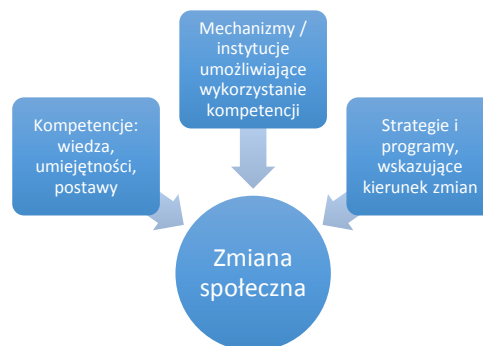 Mechanizmy /
instytucje
umożliwiające
wykorzystanie
kompetencji
Kompetencje:
wiedza,
umiejętności,
postawy
Strategie i
programy,
wskazujące
kierunek zmian
Zmiana
społeczna